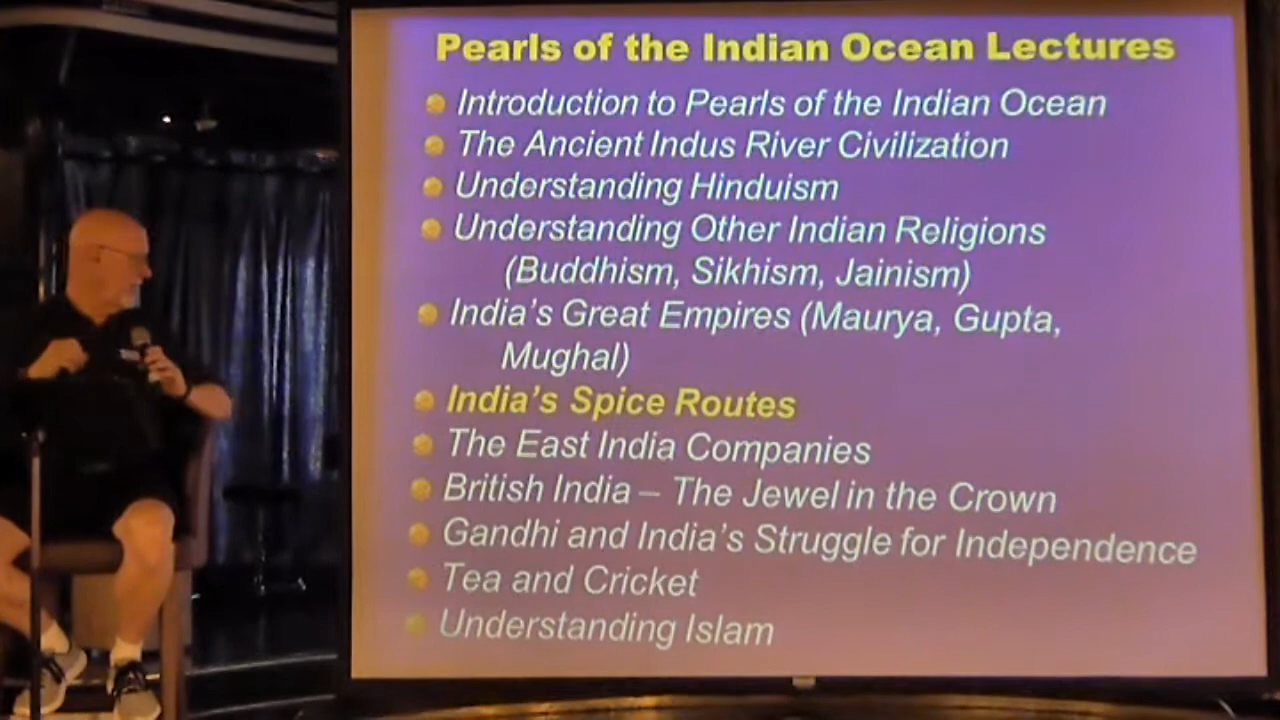 Pearls of the Indian Ocean Lectures
Introduction to Pearls of the Indian Ocean
The Ancient Indus River Civilization
Understanding Hinduism
Understanding Other Indian Religions
(Buddhism, Sikhism, Jainism)
India's Great Empires (Maurya, Gupta,
Mughal)
India's Spice Routes
The East India Companies
British India – The Jewel in the Crown
Gandhi and India's Struggle for Independence
Tea and Cricket
Understanding Islam